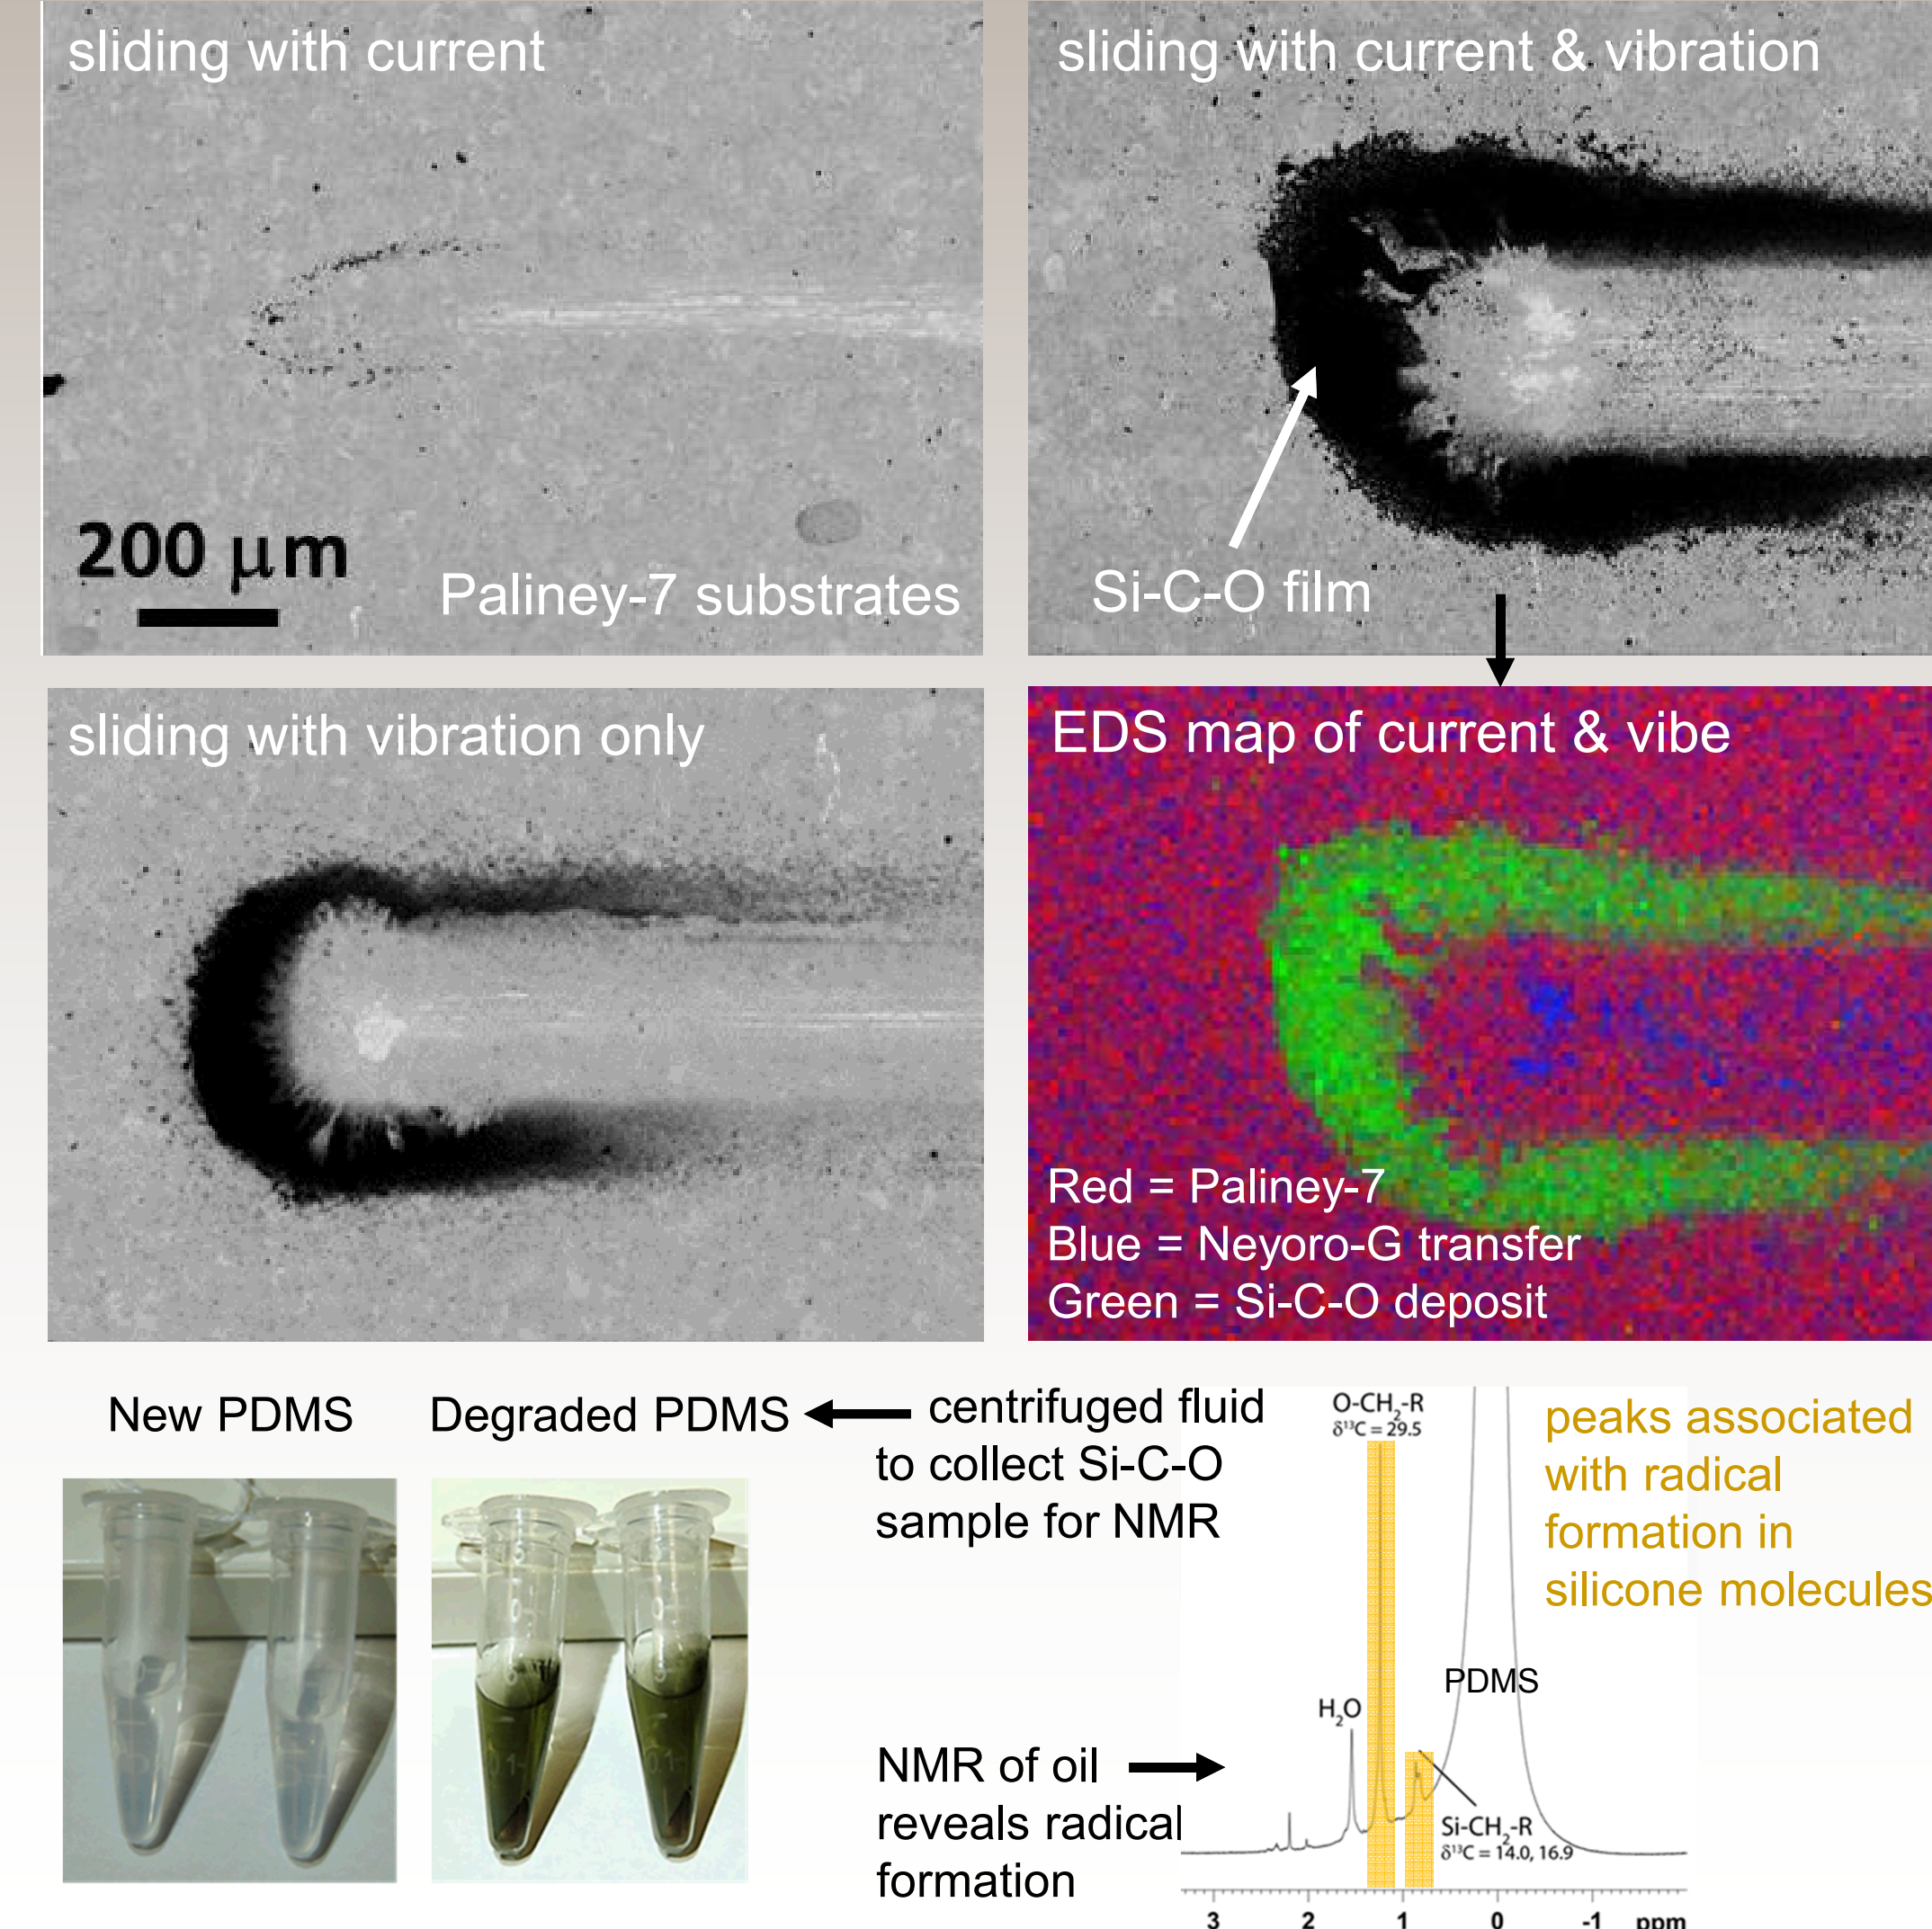 sliding with current
200 μm
Paliney-7 substrates
sliding with current & vibration
Si-C-O film
sliding with vibration only
EDS map of current & vibe
Red = Paliney-7
Blue = Neyoro-G transfer
Green = Si-C-O deposit
New PDMS
Degraded PDMS
centrifuged fluid
to collect Si-C-O
sample for NMR
NMR of oil
reveals radical
formation
O-CH₂-R
δ¹³C = 29.5
H₂O
PDMS
Si-CH₂-R
δ¹³C = 14.0, 16.9
3 2 1 0 -1 ppm
peaks associated
with radical
formation in
silicone molecules